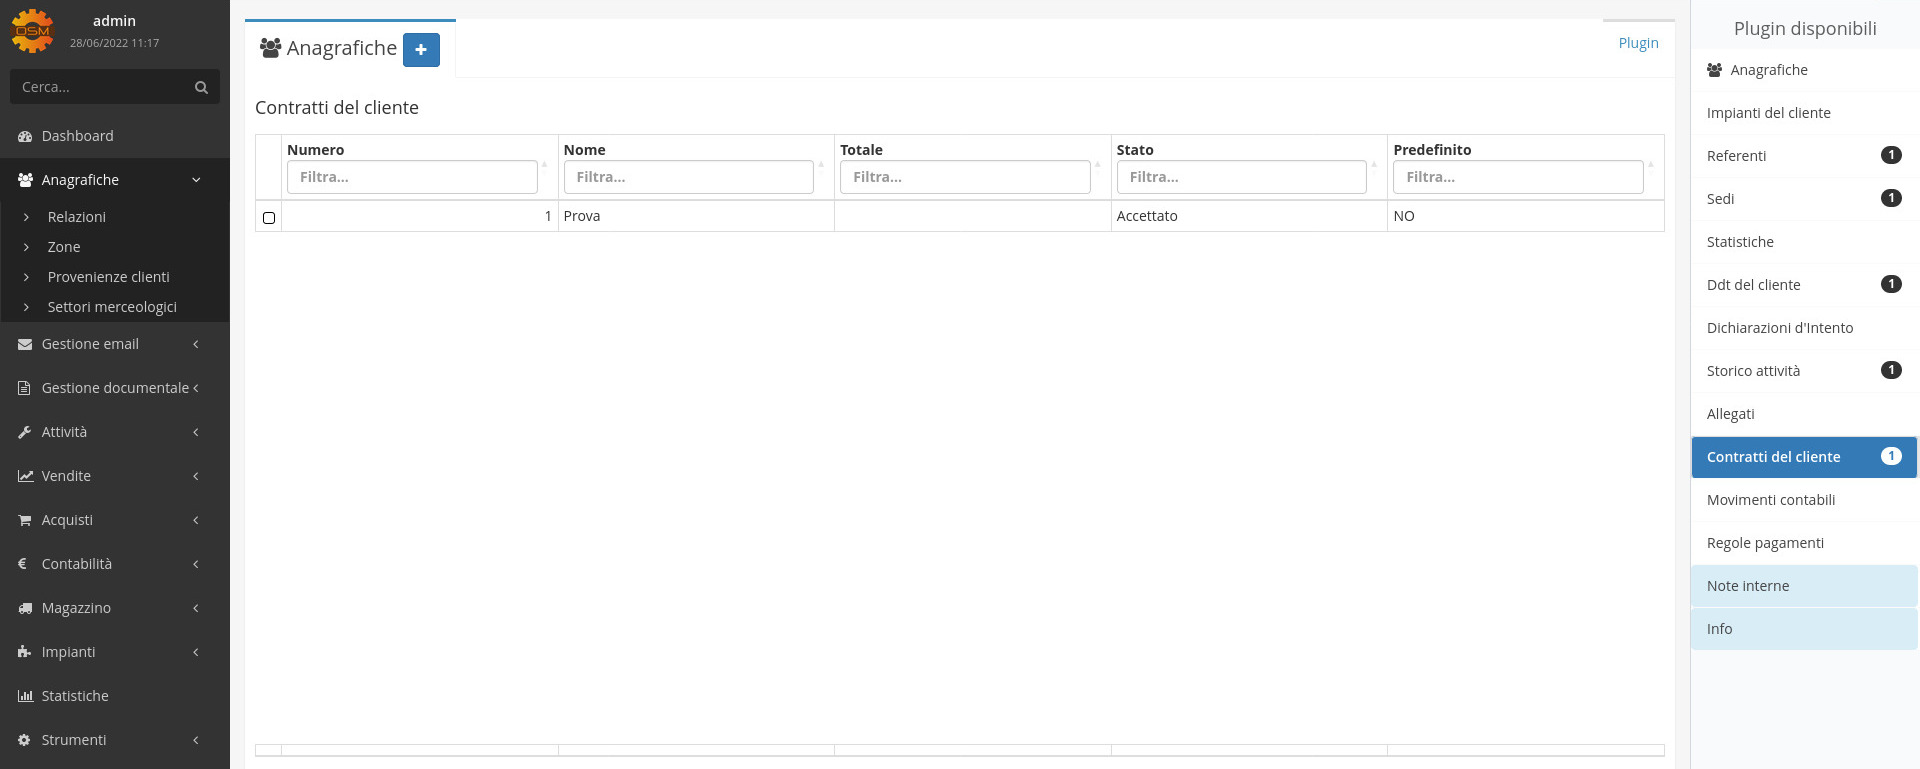 OSM
admin
28/06/2022 11:17
Cerca...
Dashboard
Anagrafiche
Relazioni
Zone
Provenienze clienti
Settori merceologici
Gestione email
Gestione documentale
Attività
Vendite
Acquisti
Contabilità
Magazzino
Impianti
Statistiche
Strumenti
Anagrafiche +
Plugin
Contratti del cliente
Numero Nome Totale Stato Predefinito
Filtra... Filtra... Filtra... Filtra... Filtra...
1 Prova Accettato NO
Plugin disponibili
Anagrafiche
Impianti del cliente
Referenti 1
Sedi 1
Statistiche
Ddt del cliente 1
Dichiarazioni d'Intento
Storico attività 1
Allegati
Contratti del cliente 1
Movimenti contabili
Regole pagamenti
Note interne
Info